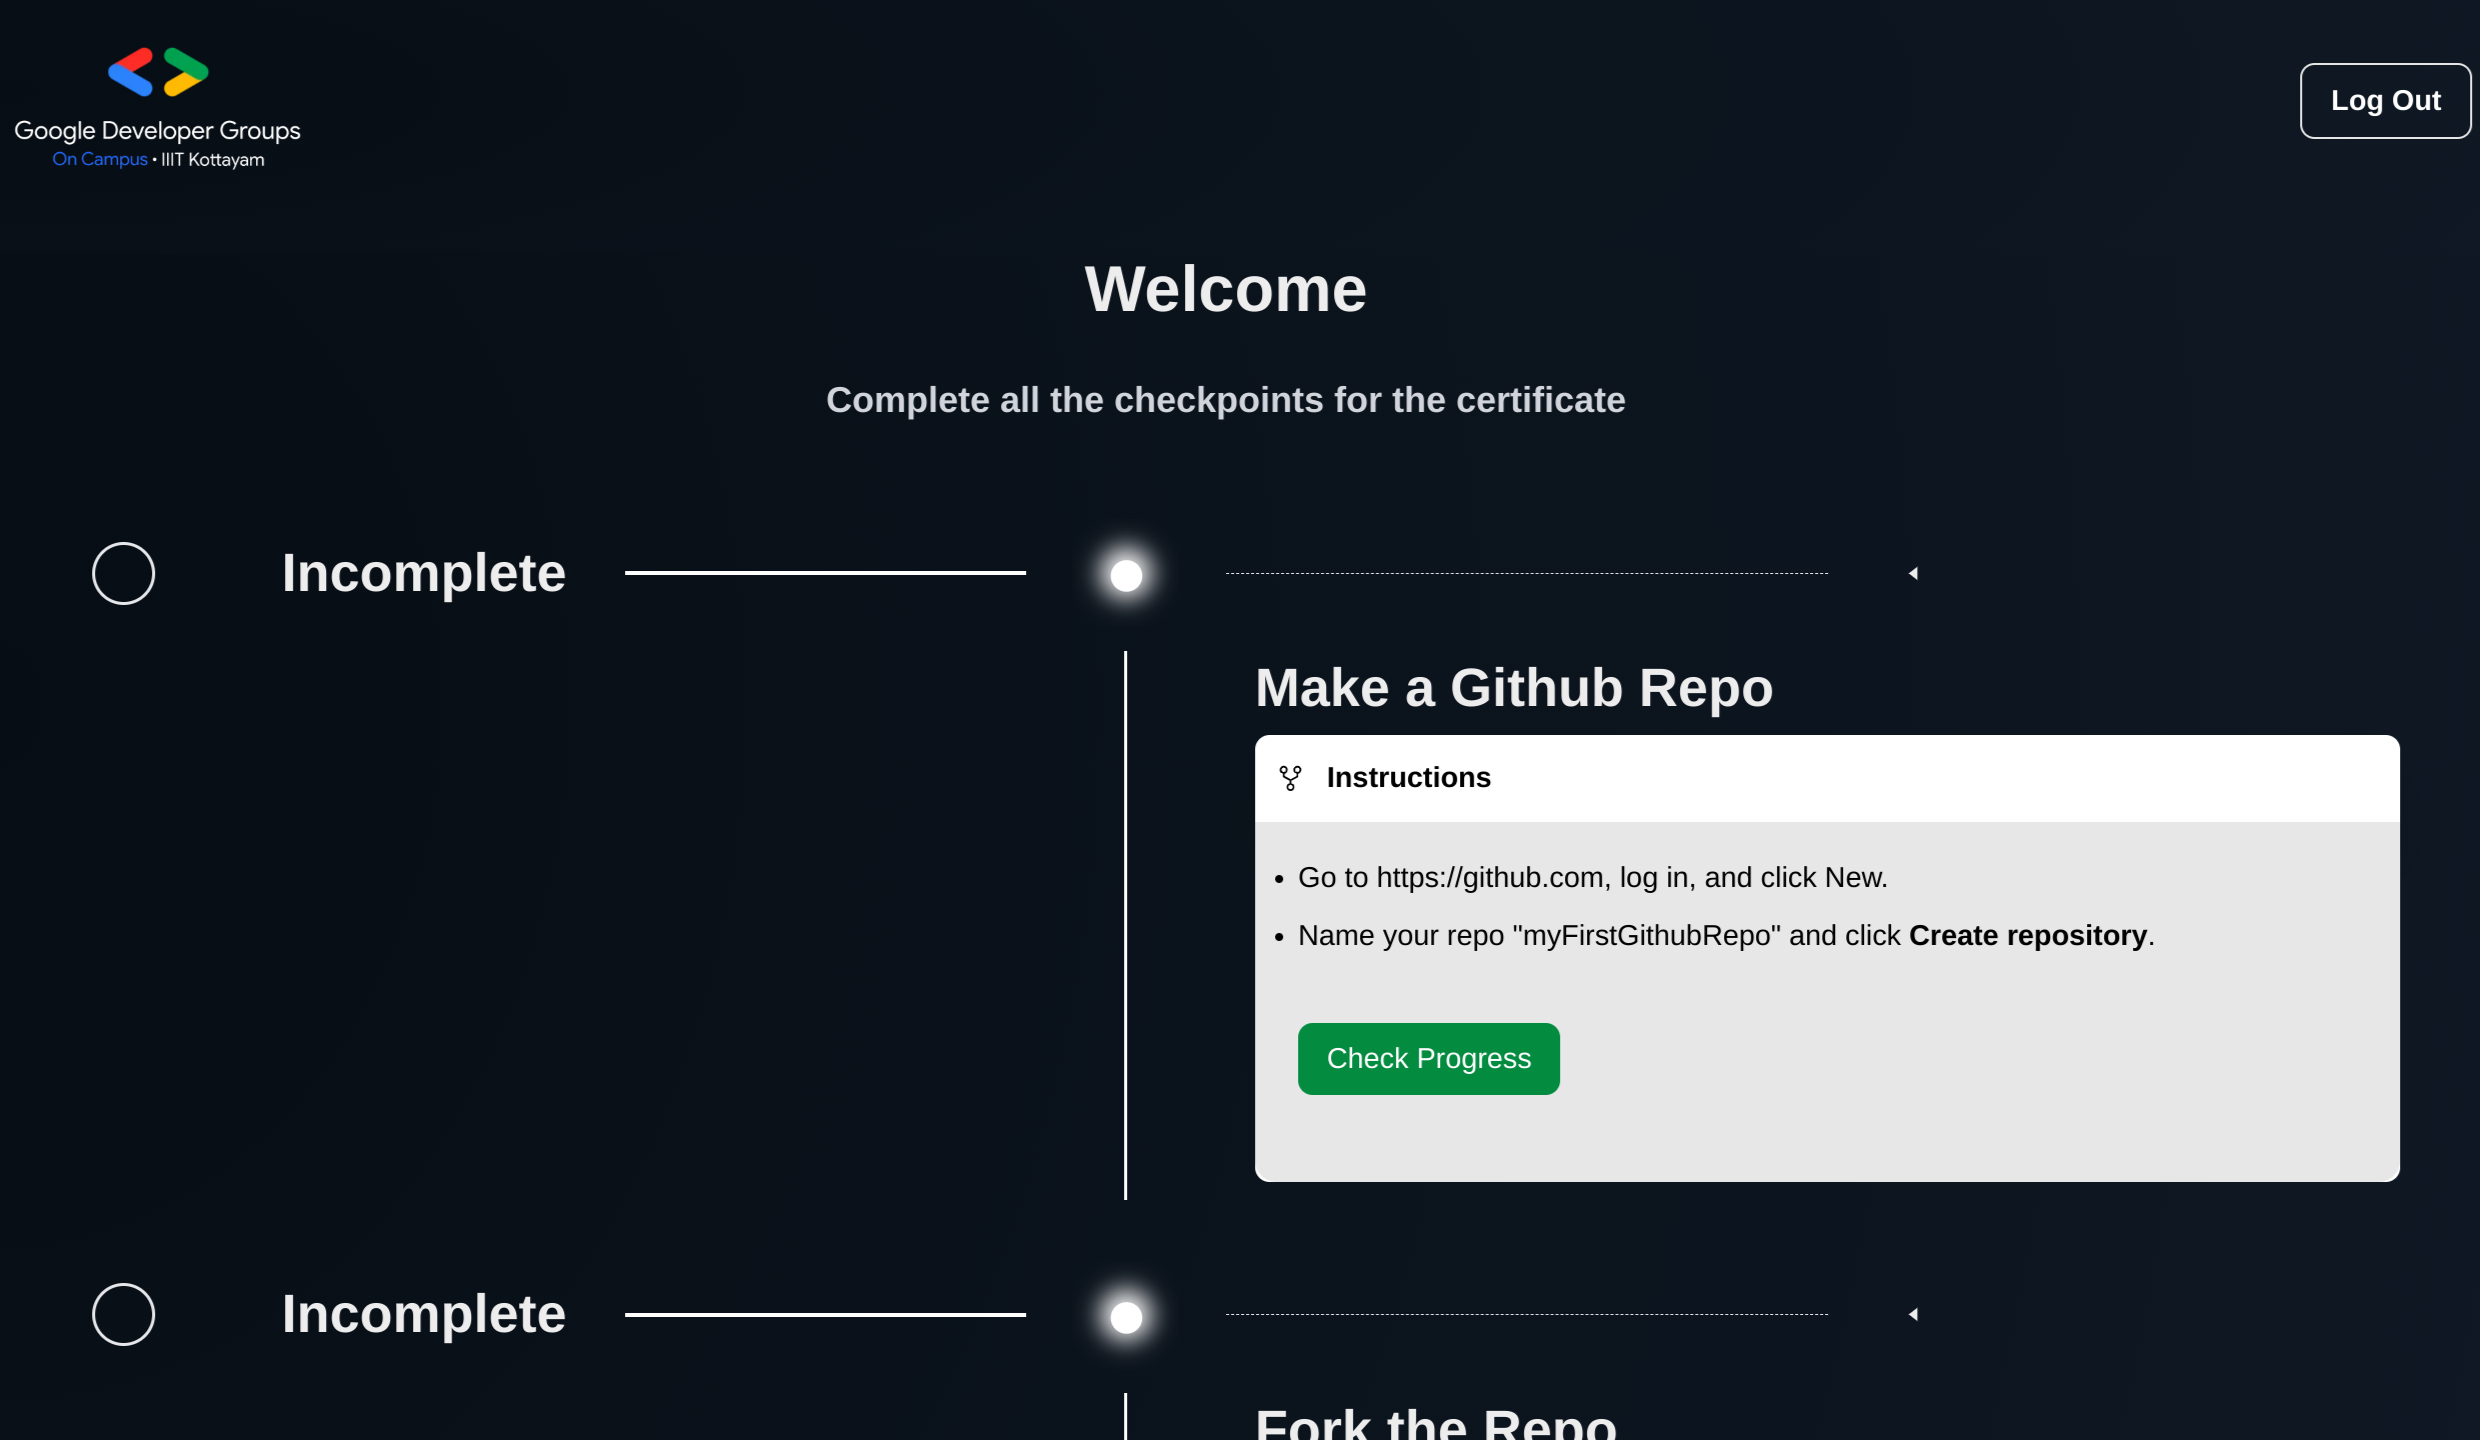 Google Developer Groups
On Campus • IIIT Kottayam
Log Out
Welcome
Complete all the checkpoints for the certificate
Incomplete
Make a Github Repo
Instructions
• Go to https://github.com, log in, and click New.
• Name your repo "myFirstGithubRepo" and click Create repository.
Check Progress
Incomplete
Fork the Repo